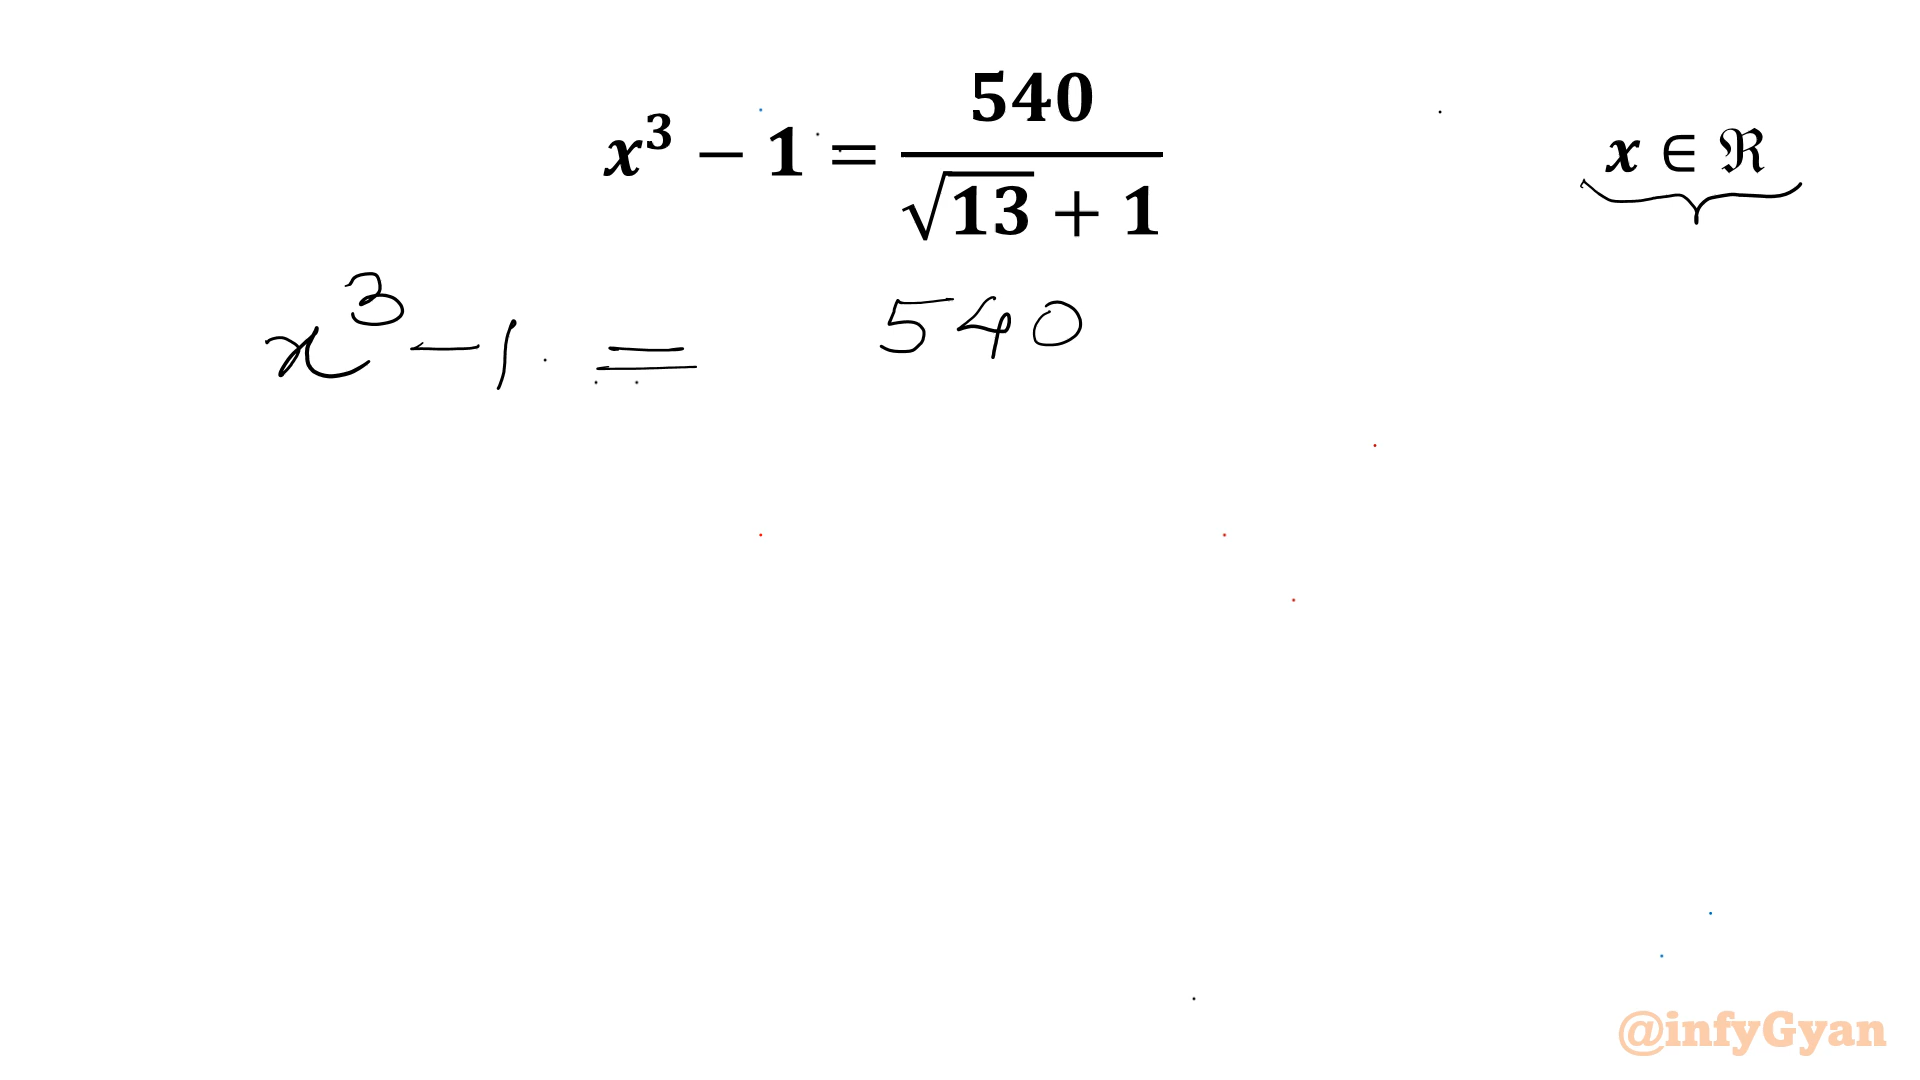 x³ − 1 = 540 / (√13 + 1)
x ∈ ℜ
x³ − 1 = 540
@infyGyan